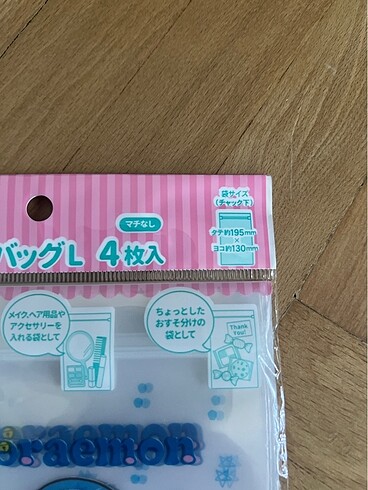 袋サイズ
(チャック下)
マチなし
タテ約195mm
×
ヨコ約130mm
バッグL 4枚入
メイク、ヘア用品や
アクセサリーを
入れる袋として
ちょっとした
おすそ分けの
袋として
Thank
You!
Doraemon